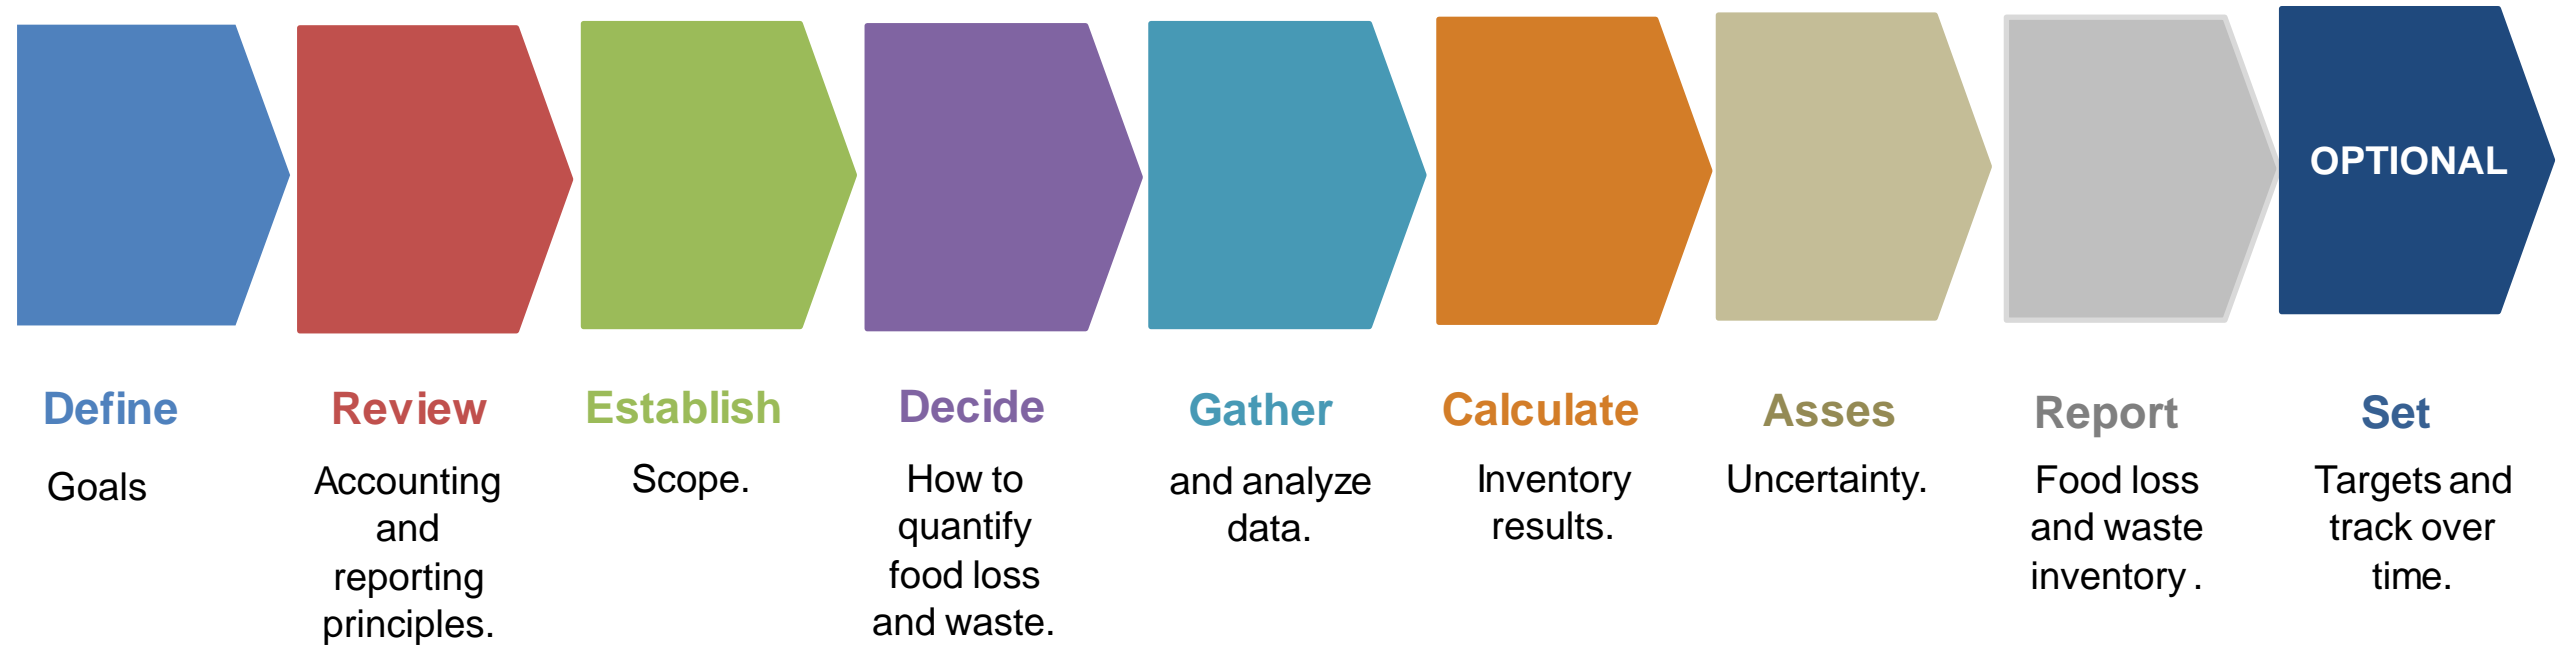 OPTIONAL
Define
Goals
Review
Accounting
and
reporting
principles.
Establish
Scope.
Decide
How to
quantify
food loss
and waste.
Gather
and analyze
data.
Calculate
Inventory
results.
Asses
Uncertainty.
Report
Food loss
and waste
inventory .
Set
Targets and
track over
time.